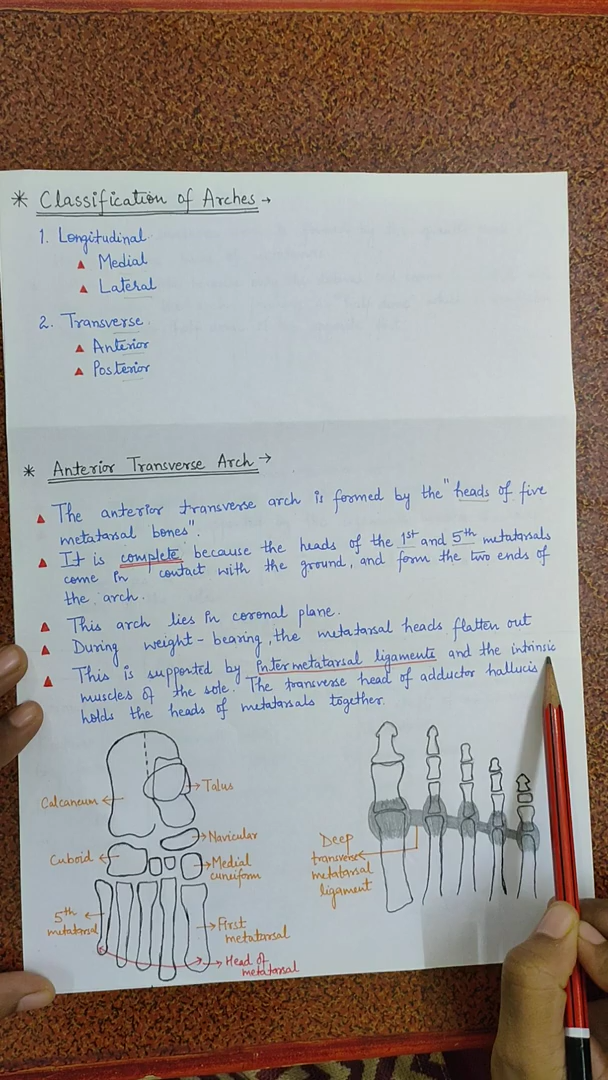 * Classification of Arches →
1. Longitudinal
▲ Medial
▲ Lateral
2. Transverse
▲ Anterior
▲ Posterior
* Anterior Transverse Arch →
▲ The anterior transverse arch is formed by the "heads of five
metatarsal bones".
▲ It is complete because the heads of the 1st and 5th metatarsals
come in contact with the ground, and form the two ends of
the arch.
▲ This arch lies in coronal plane.
▲ During weight-bearing, the metatarsal heads flatten out
▲ This is supported by intermetatarsal ligaments and the intrinsic
muscles of the sole. The transverse head of adductor hallucis
holds the heads of metatarsals together.
Calcaneum
Talus
Navicular
Cuboid
Medial
cuneiform
5th
metatarsal
First
metatarsal
Head of
metatarsal
Deep
transverse
metatarsal
ligament